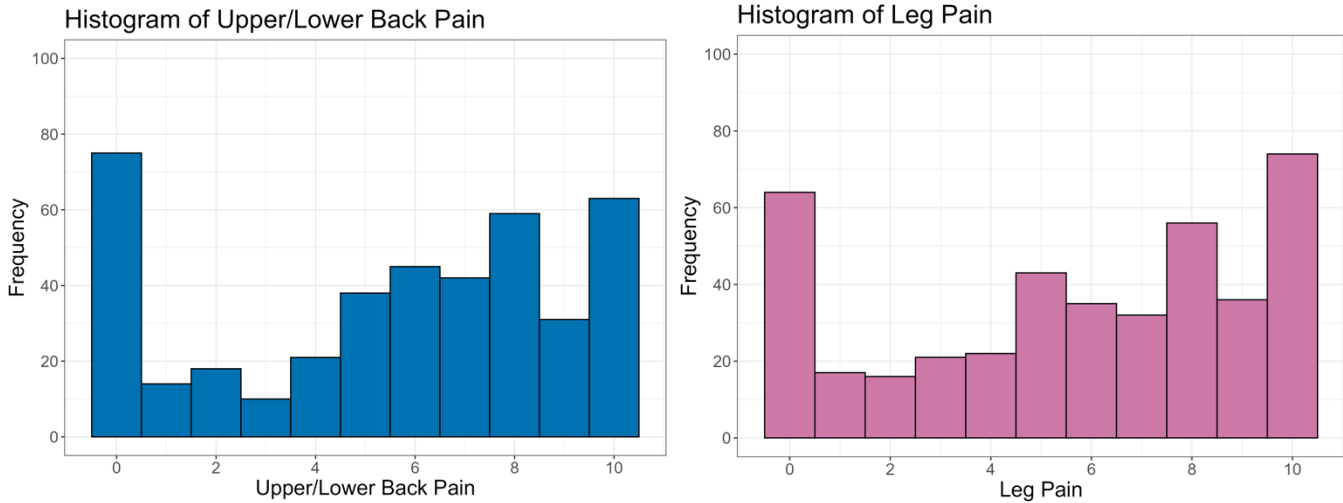 Histogram of Upper/Lower Back Pain
100
80
60
40
20
0
Frequency
0 2 4 6 8 10
Upper/Lower Back Pain
Histogram of Leg Pain
100
80
60
40
20
0
Frequency
0 2 4 6 8 10
Leg Pain